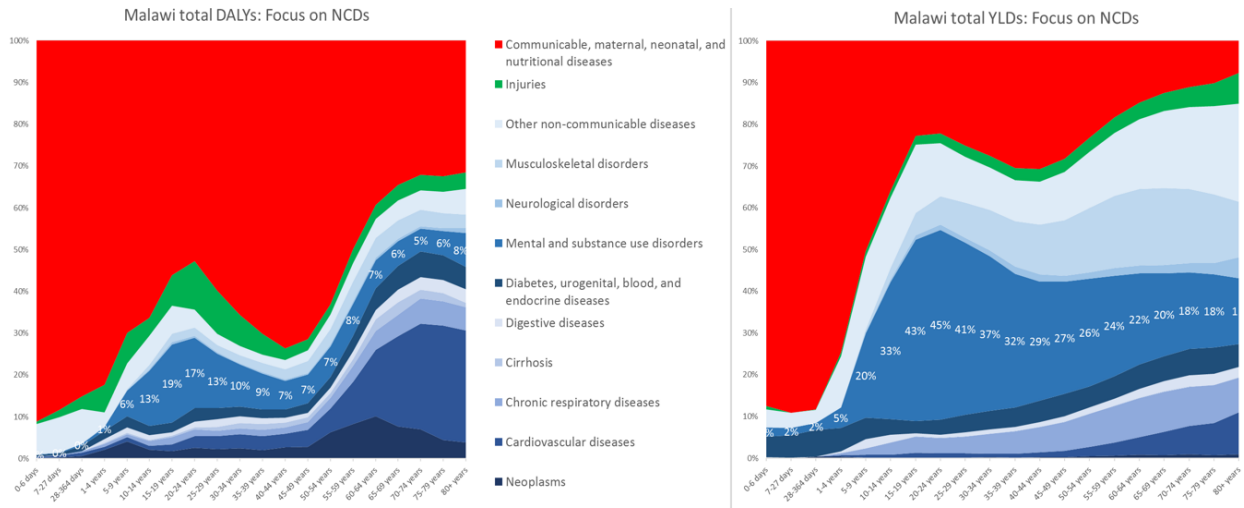 Malawi total DALYs: Focus on NCDs
100%
90%
80%
70%
60%
50%
40%
30%
20%
10%
0%
0%
1%
6%
13%
19%
17%
13%
10%
9%
7%
7%
7%
8%
7%
6%
5%
6%
8%
0-6 days
7-27 days
28-364 days
1-4 years
5-9 years
10-14 years
15-19 years
20-24 years
25-29 years
30-34 years
35-39 years
40-44 years
45-49 years
50-54 years
55-59 years
60-64 years
65-69 years
70-74 years
75-79 years
80+ years
Communicable, maternal, neonatal, and
nutritional diseases
Injuries
Other non-communicable diseases
Musculoskeletal disorders
Neurological disorders
Mental and substance use disorders
Diabetes, urogenital, blood, and
endocrine diseases
Digestive diseases
Cirrhosis
Chronic respiratory diseases
Cardiovascular diseases
Neoplasms
Malawi total YLDs: Focus on NCDs
100%
90%
80%
70%
60%
50%
40%
30%
20%
10%
0%
2%
2%
5%
20%
33%
43%
45%
41%
37%
32%
29%
27%
26%
24%
22%
20%
18%
18%
0-6 days
7-27 days
28-364 days
1-4 years
5-9 years
10-14 years
15-19 years
20-24 years
25-29 years
30-34 years
35-39 years
40-44 years
45-49 years
50-54 years
55-59 years
60-64 years
65-69 years
70-74 years
75-79 years
80+ years